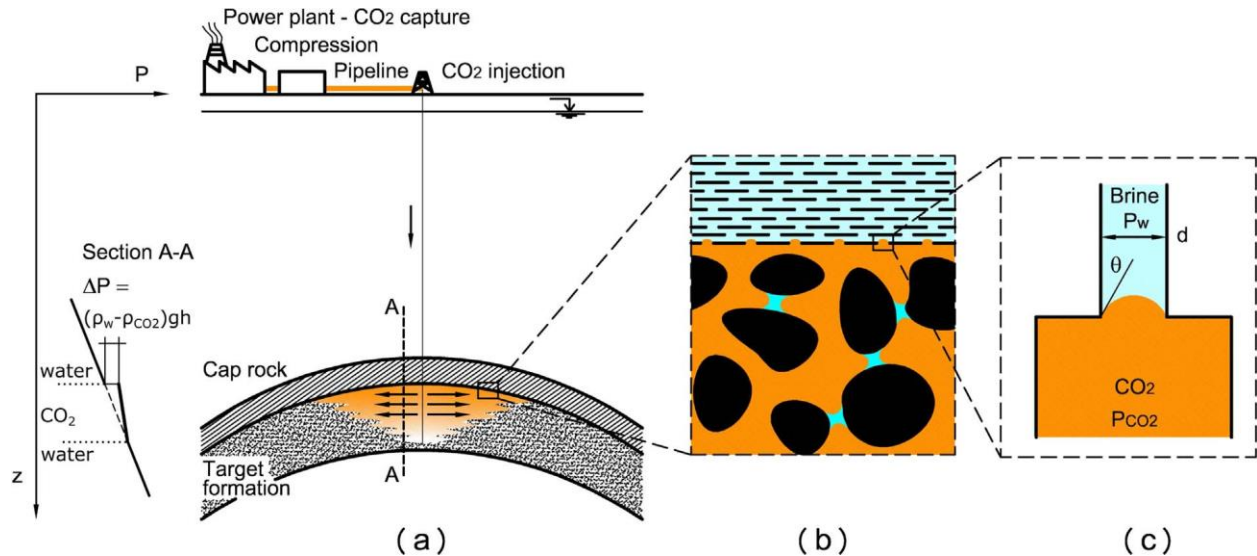 Power plant - CO2 capture
Compression
Pipeline
CO2 injection
P
Section A-A
ΔP =
(ρw-ρCO2)gh
water
CO2
water
z
A
Cap rock
Target
formation
A
Brine
Pw
d
θ
CO2
PCO2
(a)
(b)
(c)